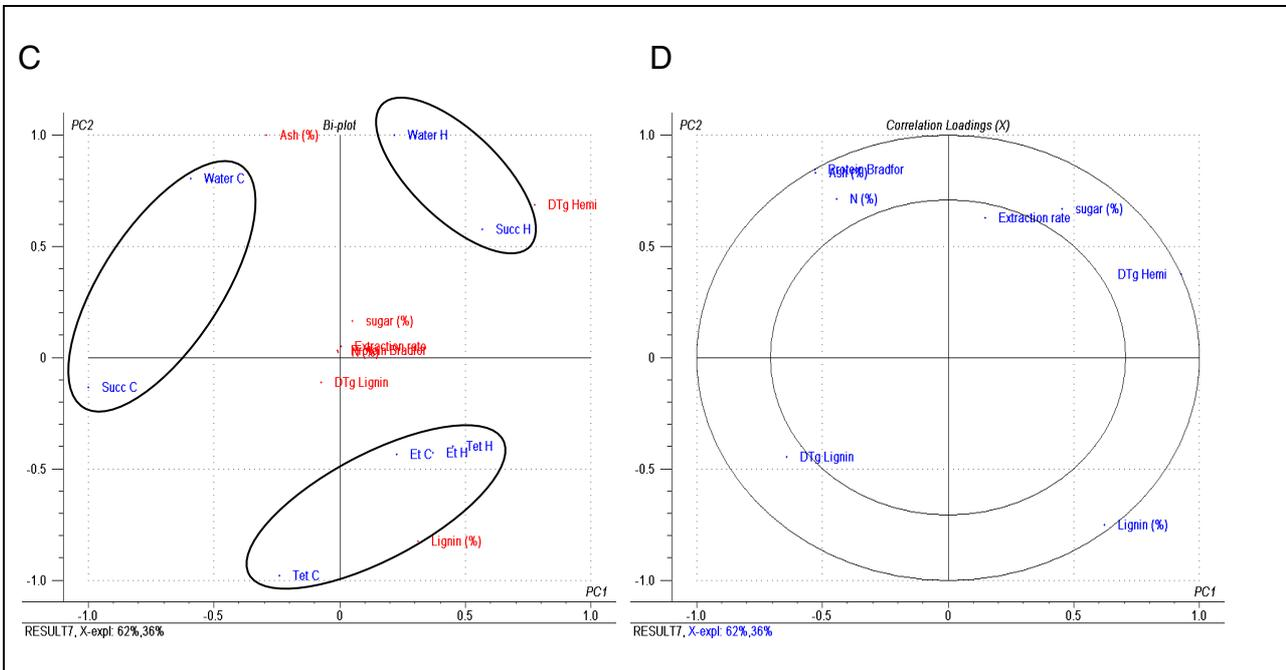 C
PC2
Bi-plot
1.0
Ash (%)
Water H
Water C
DTg Hemi
Succ H
0.5
sugar (%)
Extraction rate
0
DTg Lignin
Succ C
Et C
Et H
Tet H
-0.5
Lignin (%)
Tet C
-1.0
PC1
-1.0 -0.5 0 0.5 1.0
RESULT7, X-expl: 62%,36%
D
PC2
Correlation Loadings (X)
1.0
Protein Bradfor
Ash (%)
N (%)
sugar (%)
Extraction rate
0.5
DTg Hemi
0
DTg Lignin
-0.5
Lignin (%)
-1.0
PC1
-1.0 -0.5 0 0.5 1.0
RESULT7, X-expl: 62%,36%